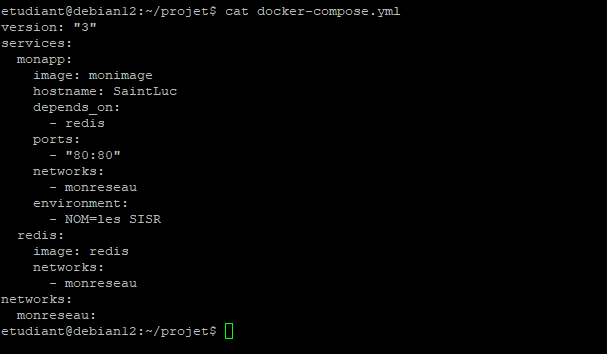 etudiant@debian12:~/projet$ cat docker-compose.yml
version: "3"
services:
  monapp:
    image: monimage
    hostname: SaintLuc
    depends_on:
      - redis
    ports:
      - "80:80"
    networks:
      - monreseau
    environment:
      - NOM=les SISR
  redis:
    image: redis
    networks:
      - monreseau
networks:
  monreseau:
etudiant@debian12:~/projet$